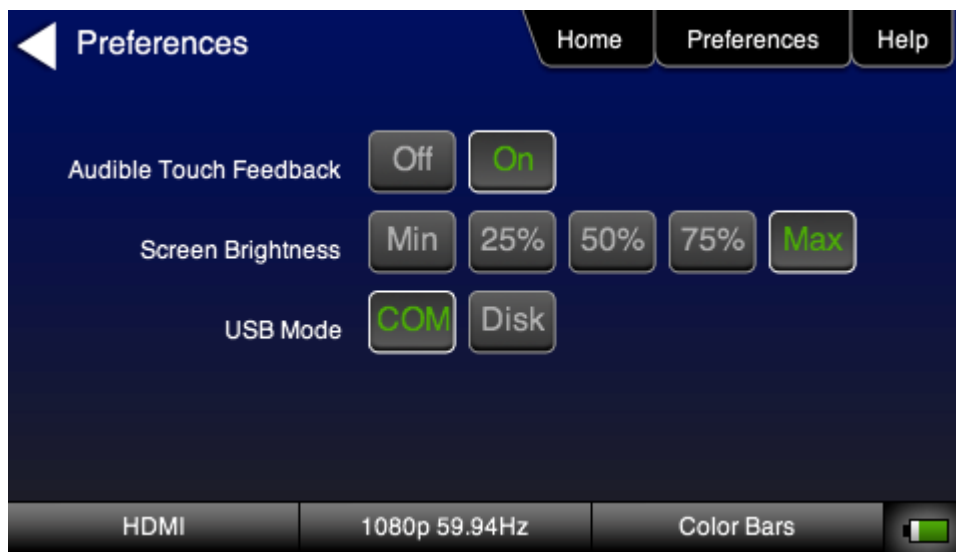 Preferences Home Preferences Help
Audible Touch Feedback Off On
Screen Brightness Min 25% 50% 75% Max
USB Mode COM Disk
HDMI 1080p 59.94Hz Color Bars